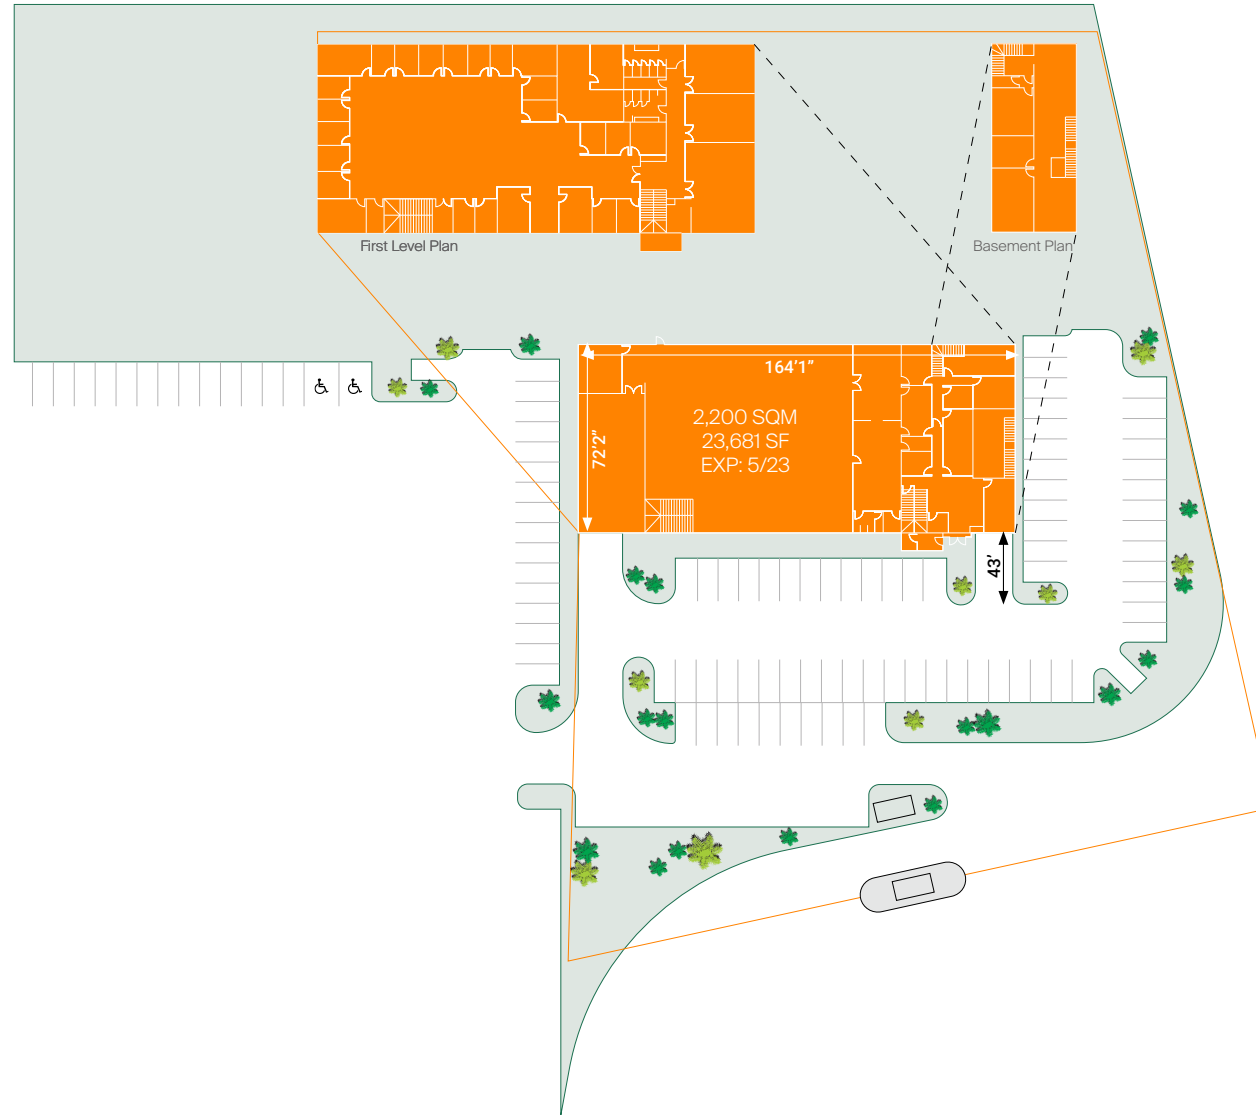 First Level Plan
Basement Plan
164'1"
72'2"
2,200 SQM
23,681 SF
EXP: 5/23
43'